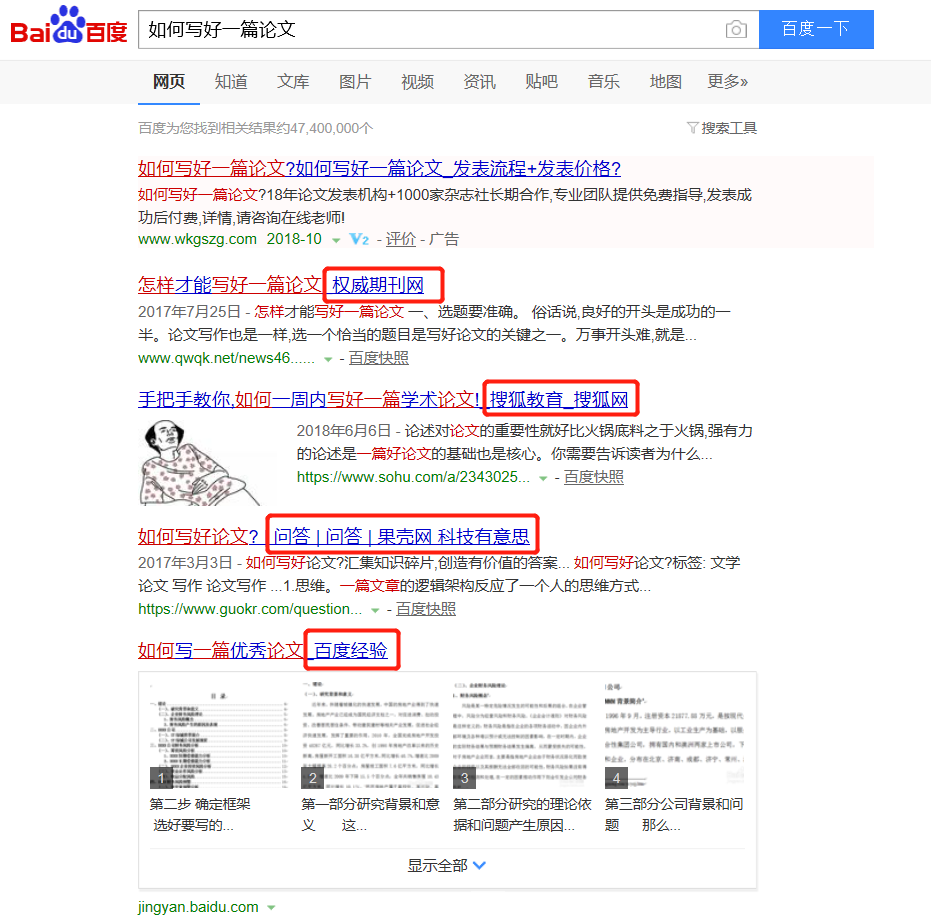 Bai du 百度 如何写好一篇论文 百度一下
网页 知道 文库 图片 视频 资讯 贴吧 音乐 地图 更多»
百度为您找到相关结果约47,400,000个 搜索工具
如何写好一篇论文?如何写好一篇论文_发表流程+发表价格?
如何写好一篇论文?18年论文发表机构+1000家杂志社长期合作,专业团队提供免费指导,发表成
功后付费,详情,请咨询在线老师!
www.wkgszg.com 2018-10 V2 - 评价 - 广告
怎样才能写好一篇论文_权威期刊网
2017年7月25日 - 怎样才能写好一篇论文 一、选题要准确。 俗话说,良好的开头是成功的一
半。论文写作也是一样,选一个恰当的题目是写好论文的关键之一。万事开头难,就是...
www.qwqk.net/news46...... - 百度快照
手把手教你,如何一周内写好一篇学术论文!_搜狐教育_搜狐网
2018年6月6日 - 论述对论文的重要性就好比火锅底料之于火锅,强有力
的论述是一篇好论文的基础也是核心。你需要告诉读者为什么...
https://www.sohu.com/a/2343025... - 百度快照
如何写好论文? | 问答 | 问答 | 果壳网 科技有意思
2017年3月3日 - 如何写好论文?汇集知识碎片,创造有价值的答案... 如何写好论文?标签: 文学
论文 写作 论文写作 ...1.思维。一篇文章的逻辑架构反应了一个人的思维方式...
https://www.guokr.com/question... - 百度快照
如何写一篇优秀论文_百度经验
1 2 3 4
第二步 确定框架 第一部分研究背景和意 第二部分研究的理论依 第三部分公司背景和问
选好要写的... 义 这... 据和问题产生原因... 题 那么...
显示全部
jingyan.baidu.com